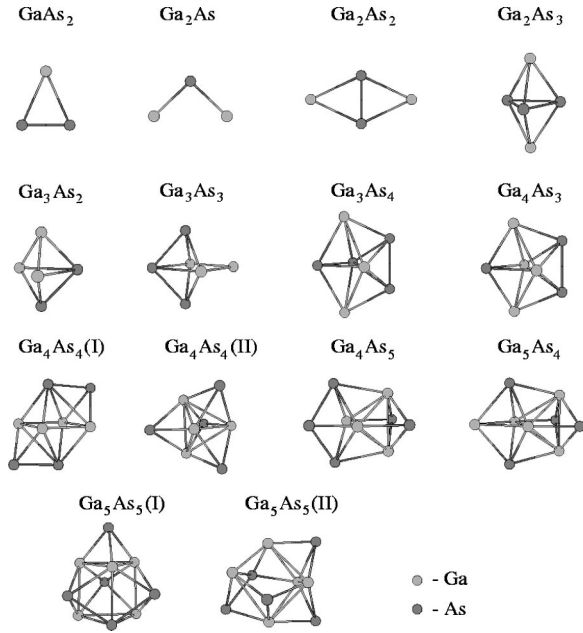 GaAs₂ Ga₂As Ga₂As₂ Ga₂As₃
Ga₃As₂ Ga₃As₃ Ga₃As₄ Ga₄As₃
Ga₄As₄(I) Ga₄As₄(II) Ga₄As₅ Ga₅As₄
Ga₅As₅(I) Ga₅As₅(II)
- Ga
- As